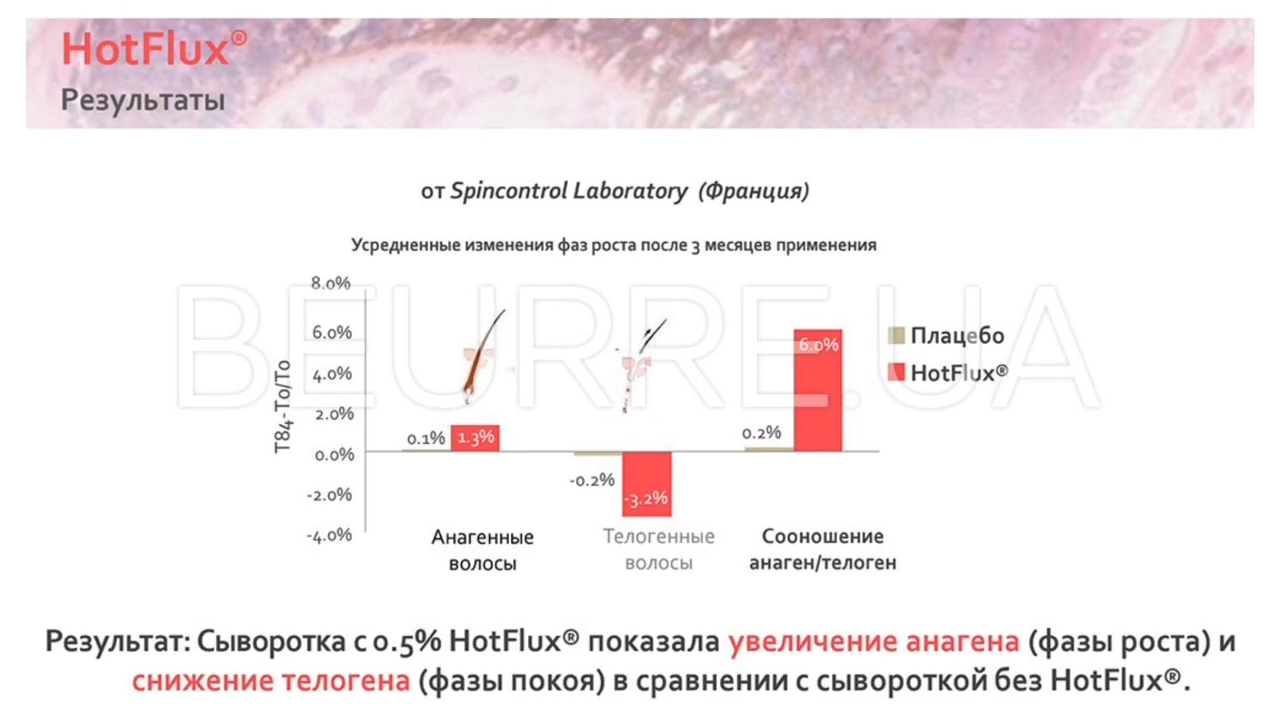 HotFlux®
Результаты
от Spincontrol Laboratory (Франция)
Усредненные изменения фаз роста после 3 месяцев применения
8.0%
6.0%
4.0%
2.0%
0.0%
-2.0%
-4.0%
T84-T0/T0
0.1%
1.3%
-0.2%
-3.2%
0.2%
6.0%
Анагенные
волосы
Телогенные
волосы
Сооношение
анаген/телоген
Плацебо
HotFlux®
BEURRE.UA
Результат: Сыворотка с 0.5% HotFlux® показала увеличение анагена (фазы роста) и
снижение телогена (фазы покоя) в сравнении с сывороткой без HotFlux®.